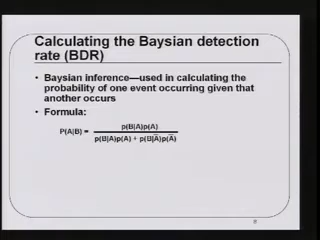 Calculating the Baysian detection
rate (BDR)
• Baysian inference—used in calculating the
probability of one event occurring given that
another occurs
• Formula:
P(A|B) = p(B|A)p(A) / p(B|A)p(A) + p(B|Ā)p(Ā)